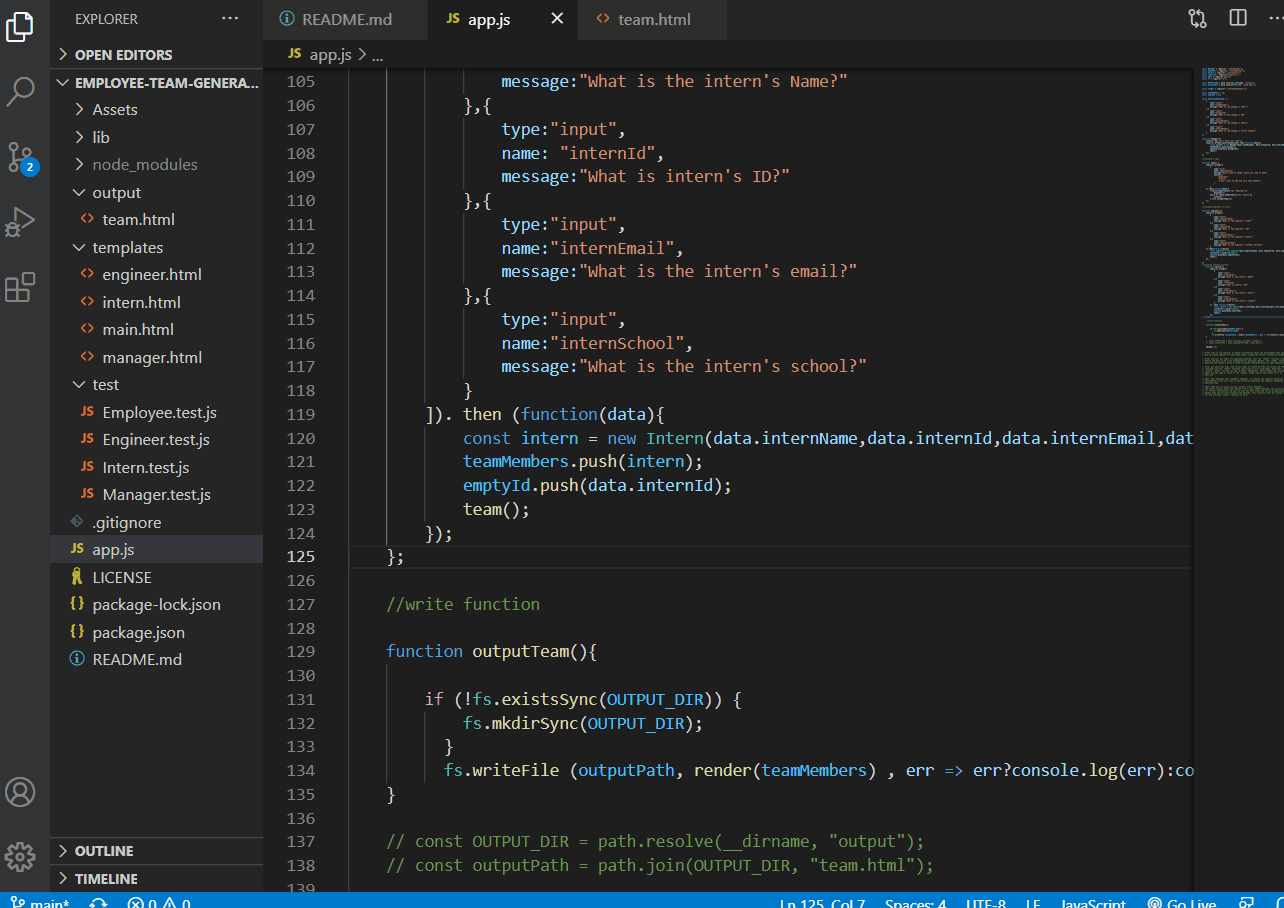 EXPLORER
README.md
JS app.js
team.html
OPEN EDITORS
JS app.js > ...
EMPLOYEE-TEAM-GENERA...
Assets
lib
node_modules
output
team.html
templates
engineer.html
intern.html
main.html
manager.html
test
JS Employee.test.js
JS Engineer.test.js
JS Intern.test.js
JS Manager.test.js
.gitignore
JS app.js
LICENSE
{} package-lock.json
{} package.json
README.md
OUTLINE
TIMELINE
2
105 message:"What is the intern's Name?"
106 },{
107 type:"input",
108 name: "internId",
109 message:"What is intern's ID?"
110 },{
111 type:"input",
112 name:"internEmail",
113 message:"What is the intern's email?"
114 },{
115 type:"input",
116 name:"internSchool",
117 message:"What is the intern's school?"
118 }
119 ]). then (function(data){
120 const intern = new Intern(data.internName,data.internId,data.internEmail,dat
121 teamMembers.push(intern);
122 emptyId.push(data.internId);
123 team();
124 });
125 };
126
127 //write function
128
129 function outputTeam(){
130
131 if (!fs.existsSync(OUTPUT_DIR)) {
132 fs.mkdirSync(OUTPUT_DIR);
133 }
134 fs.writeFile (outputPath, render(teamMembers) , err => err?console.log(err):co
135 }
136
137 // const OUTPUT_DIR = path.resolve(__dirname, "output");
138 // const outputPath = path.join(OUTPUT_DIR, "team.html");
139
main* 0 0 Ln 125, Col 7 Spaces: 4 UTF-8 LF JavaScript Go Live